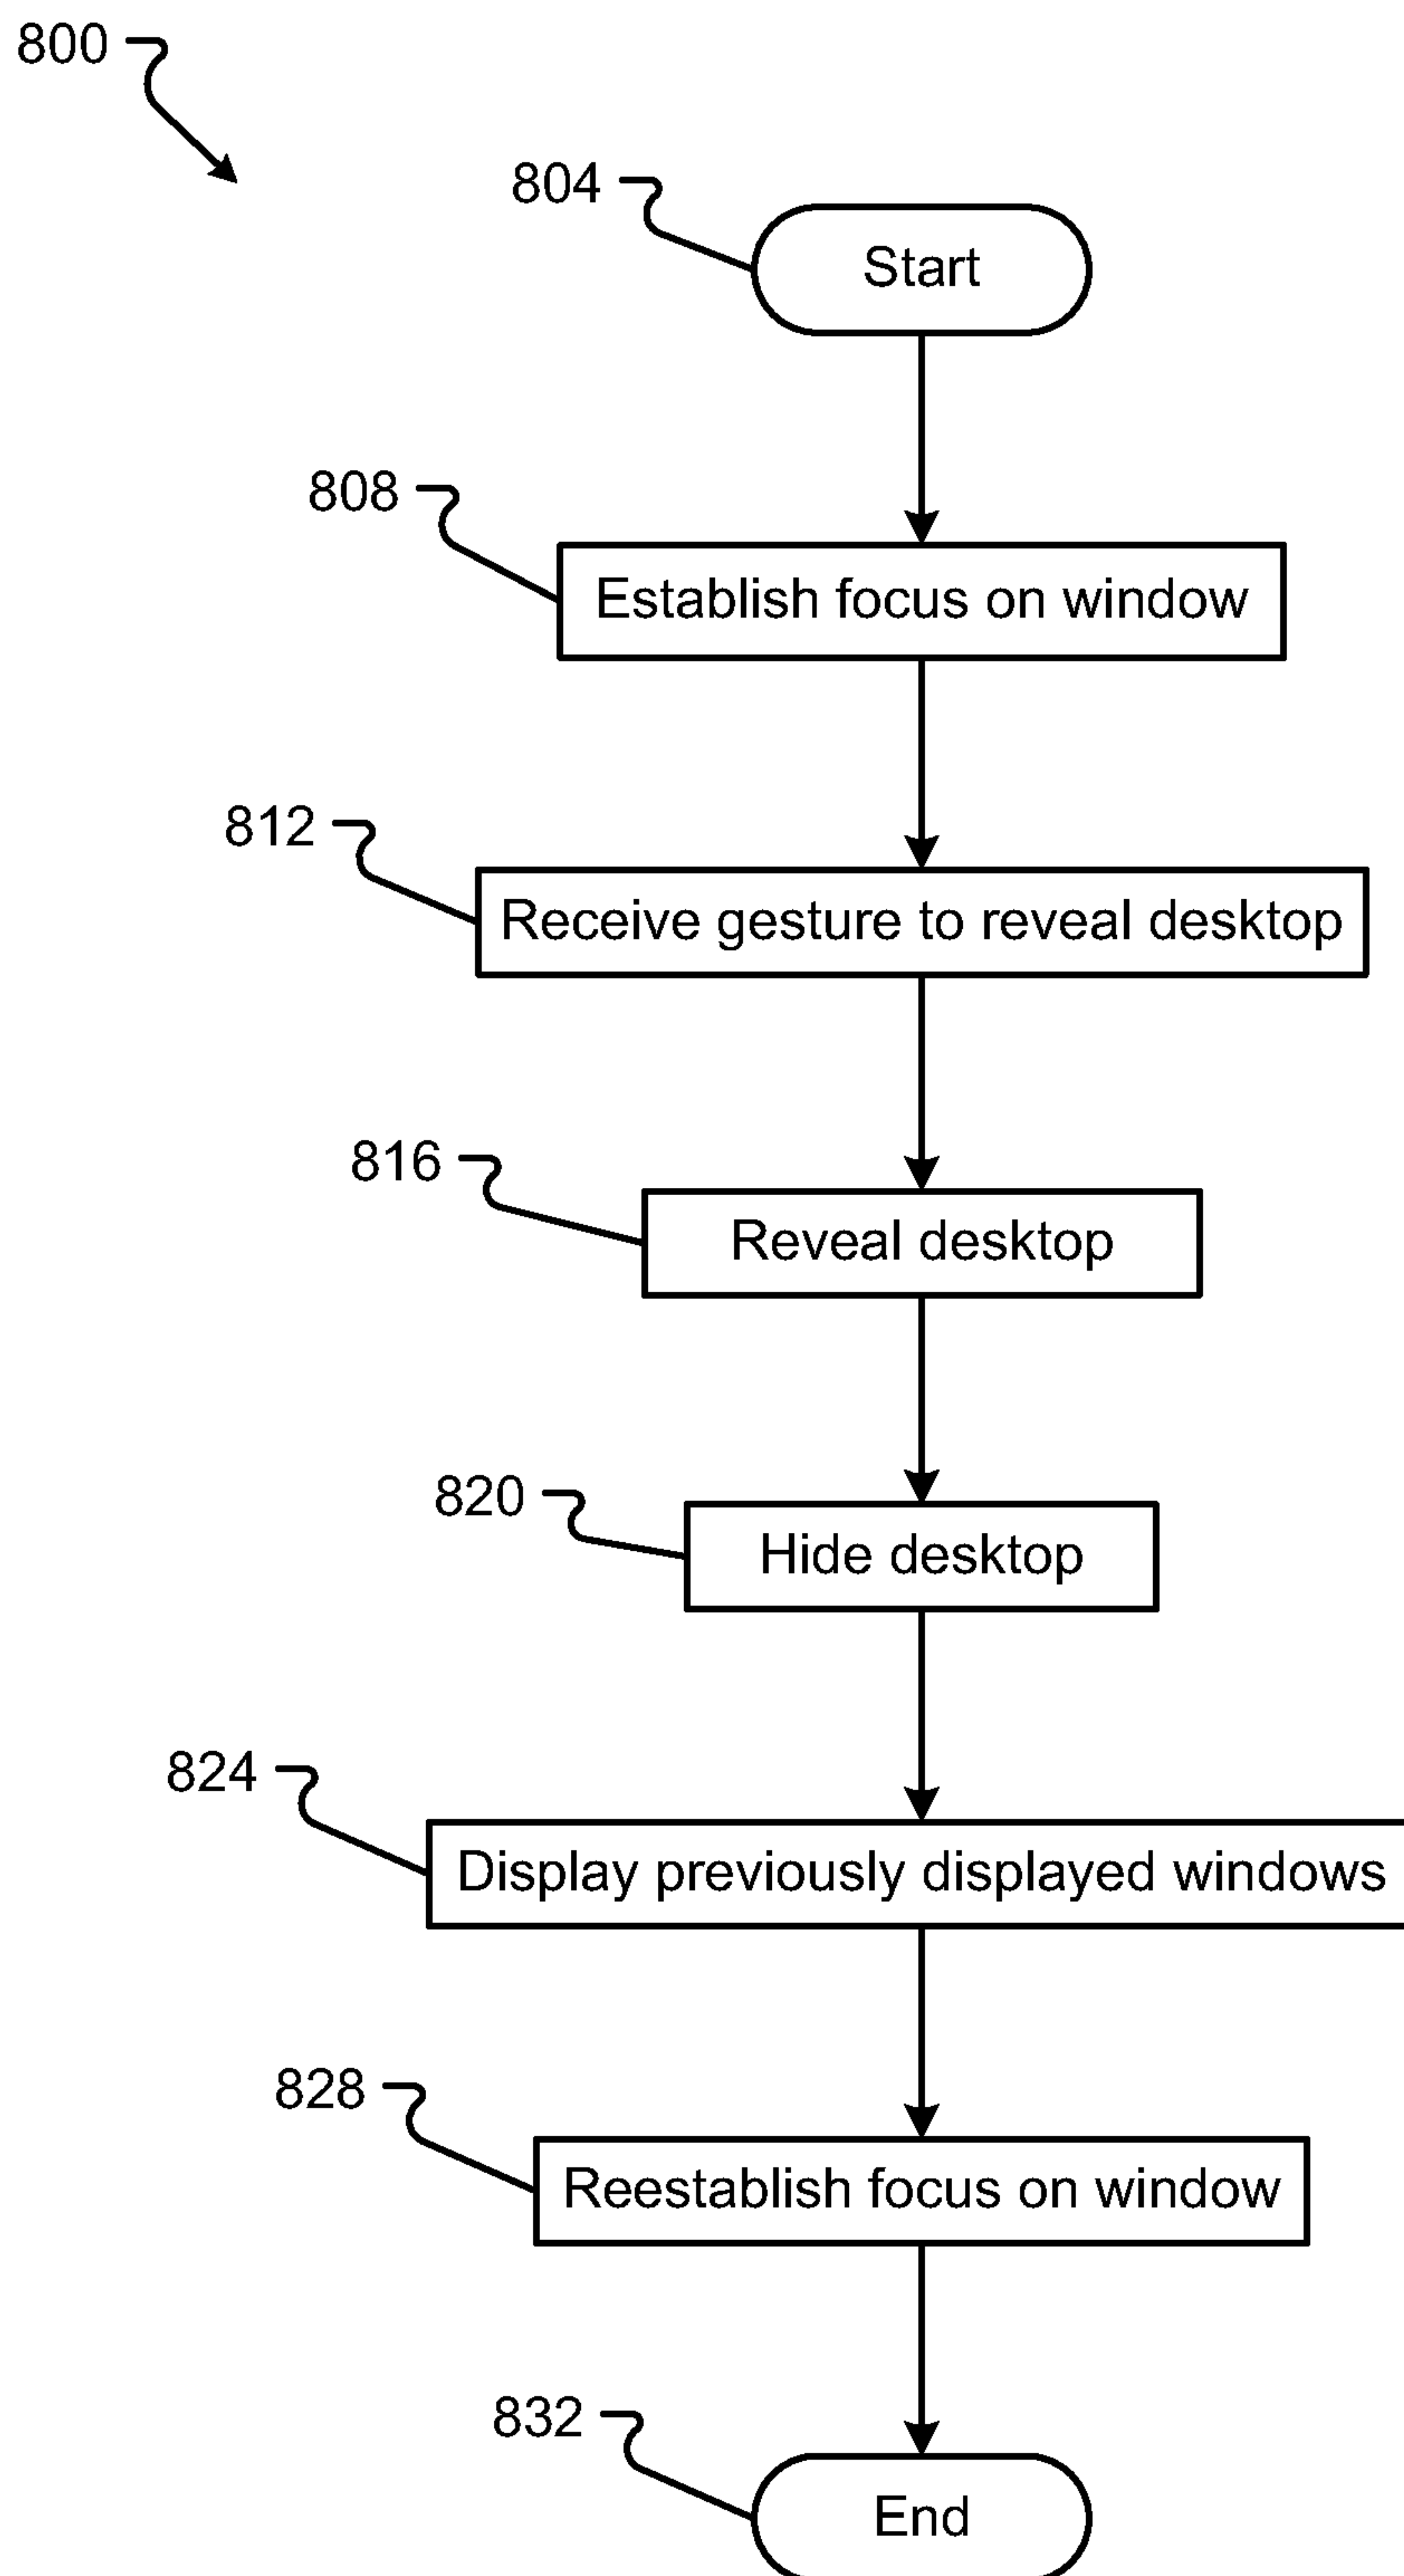 800
804
Start
808
Establish focus on window
812
Receive gesture to reveal desktop
816
Reveal desktop
820
Hide desktop
824
Display previously displayed windows
828
Reestablish focus on window
832
End